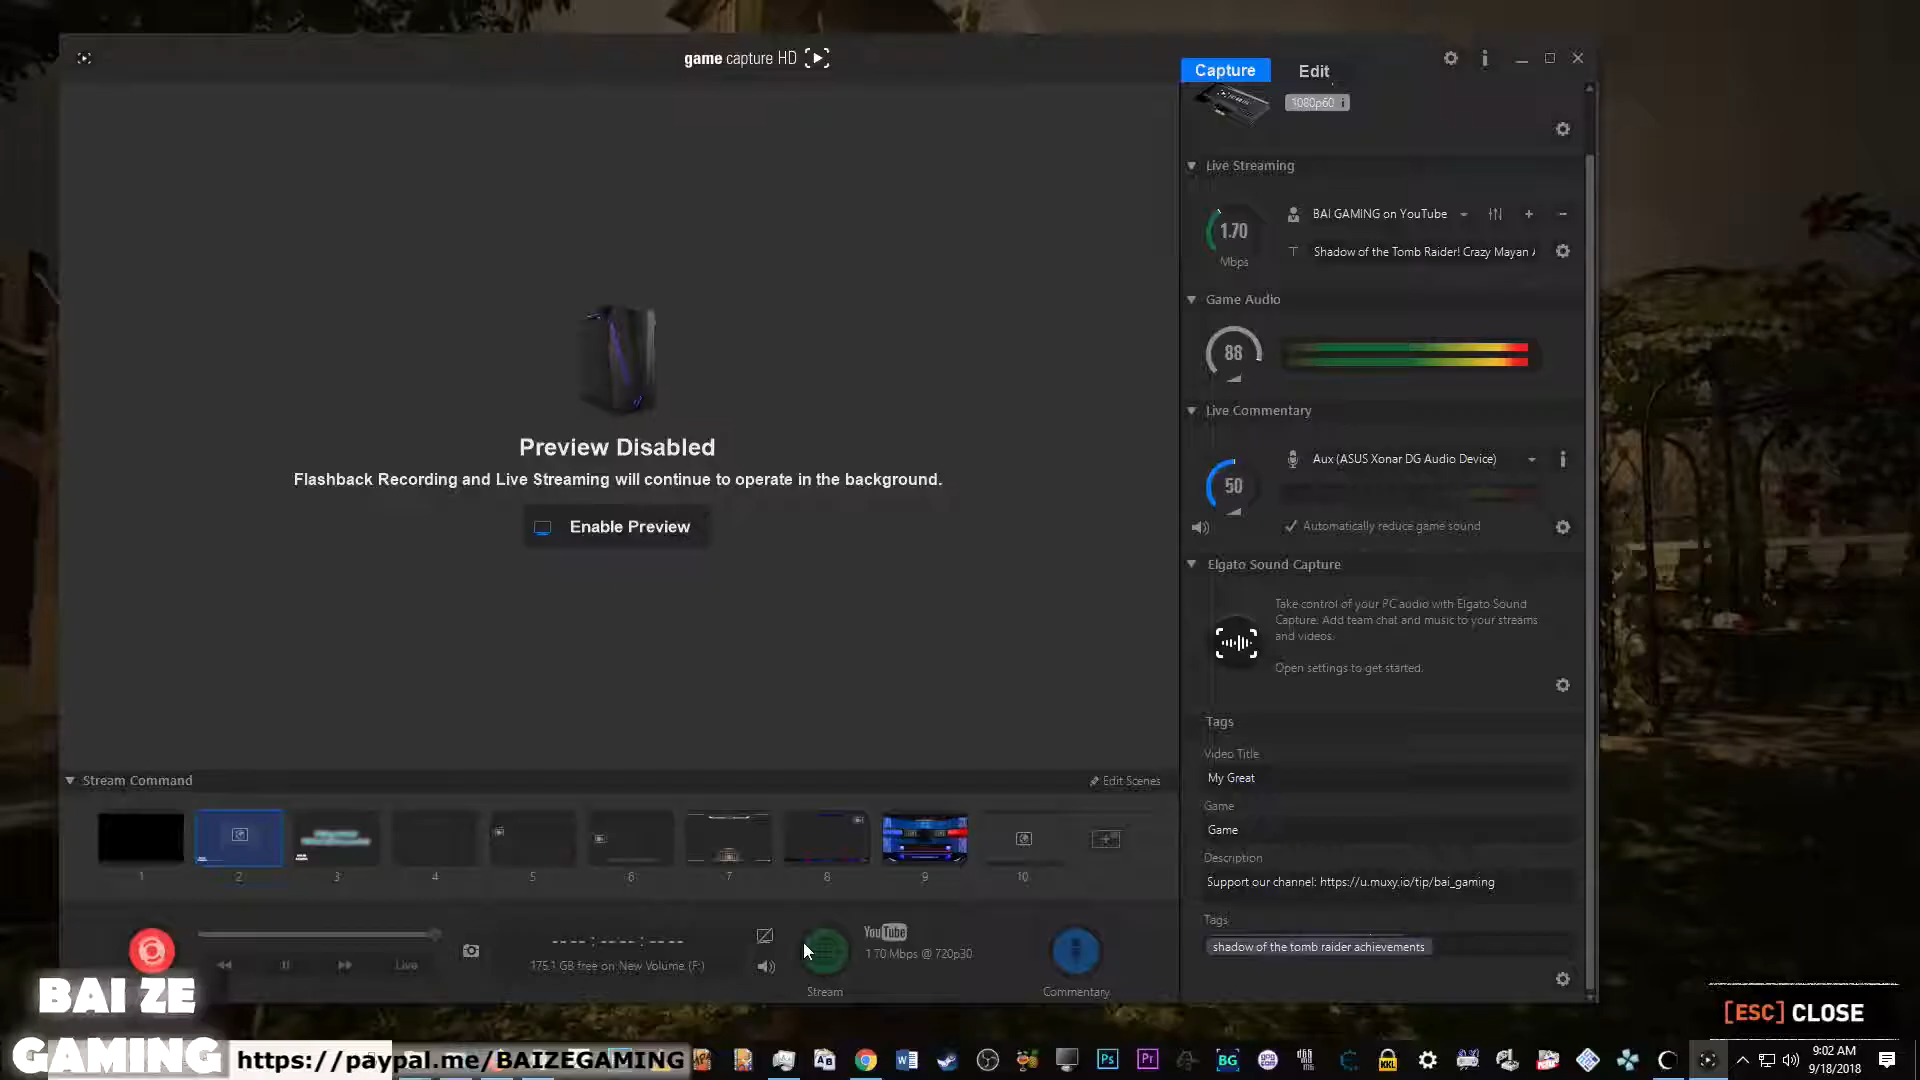 game capture HD
Capture
Edit
1080p60 i
Live Streaming
1.70
Mbps
BAI GAMING on YouTube
Shadow of the Tomb Raider! Crazy Mayan
Game Audio
88
Live Commentary
50
Aux (ASUS Xonar DG Audio Device)
Automatically reduce game sound
Elgato Sound Capture
Take control of your PC audio with Elgato Sound
Capture. Add team chat and music to your streams
and videos.
Open settings to get started.
Preview Disabled
Flashback Recording and Live Streaming will continue to operate in the background.
Enable Preview
Tags
Video Title
My Great
Game
Game
Description
Support our channel: https://u.muxy.io/tip/bai_gaming
Tags
shadow of the tomb raider achievements
Stream Command
Edit Scenes
1 2 3 4 5 6 7 8 9 10
Live
--:--:--
175.1 GB free on New Volume (F:)
YouTube
1.70 Mbps @ 720p30
Stream
Commentary
BAI ZE
GAMING
https://paypal.me/BAIZEGAMING
[ESC] CLOSE
9:02 AM
9/18/2018